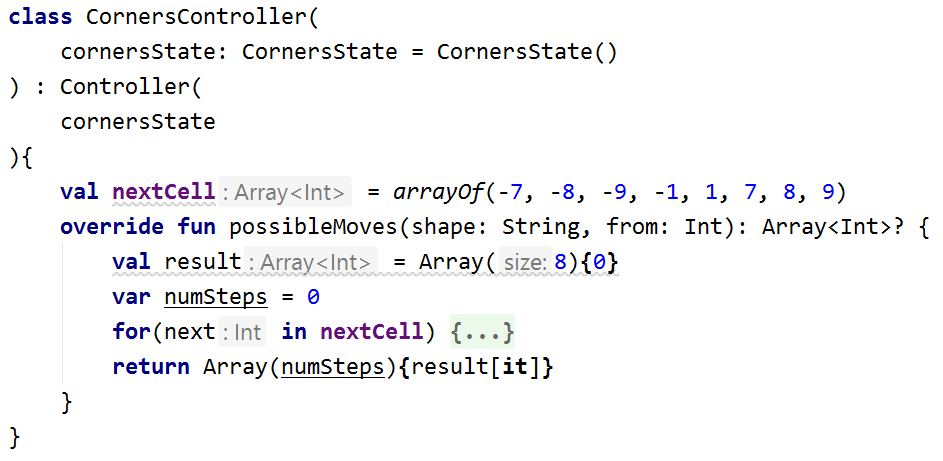 class CornersController(
    cornersState: CornersState = CornersState()
) : Controller(
    cornersState
){
    val nextCell : Array<Int> = arrayOf(-7, -8, -9, -1, 1, 7, 8, 9)
    override fun possibleMoves(shape: String, from: Int): Array<Int>? {
        val result : Array<Int> = Array( size: 8){0}
        var numSteps = 0
        for(next : Int in nextCell) {...}
        return Array(numSteps){result[it]}
    }
}